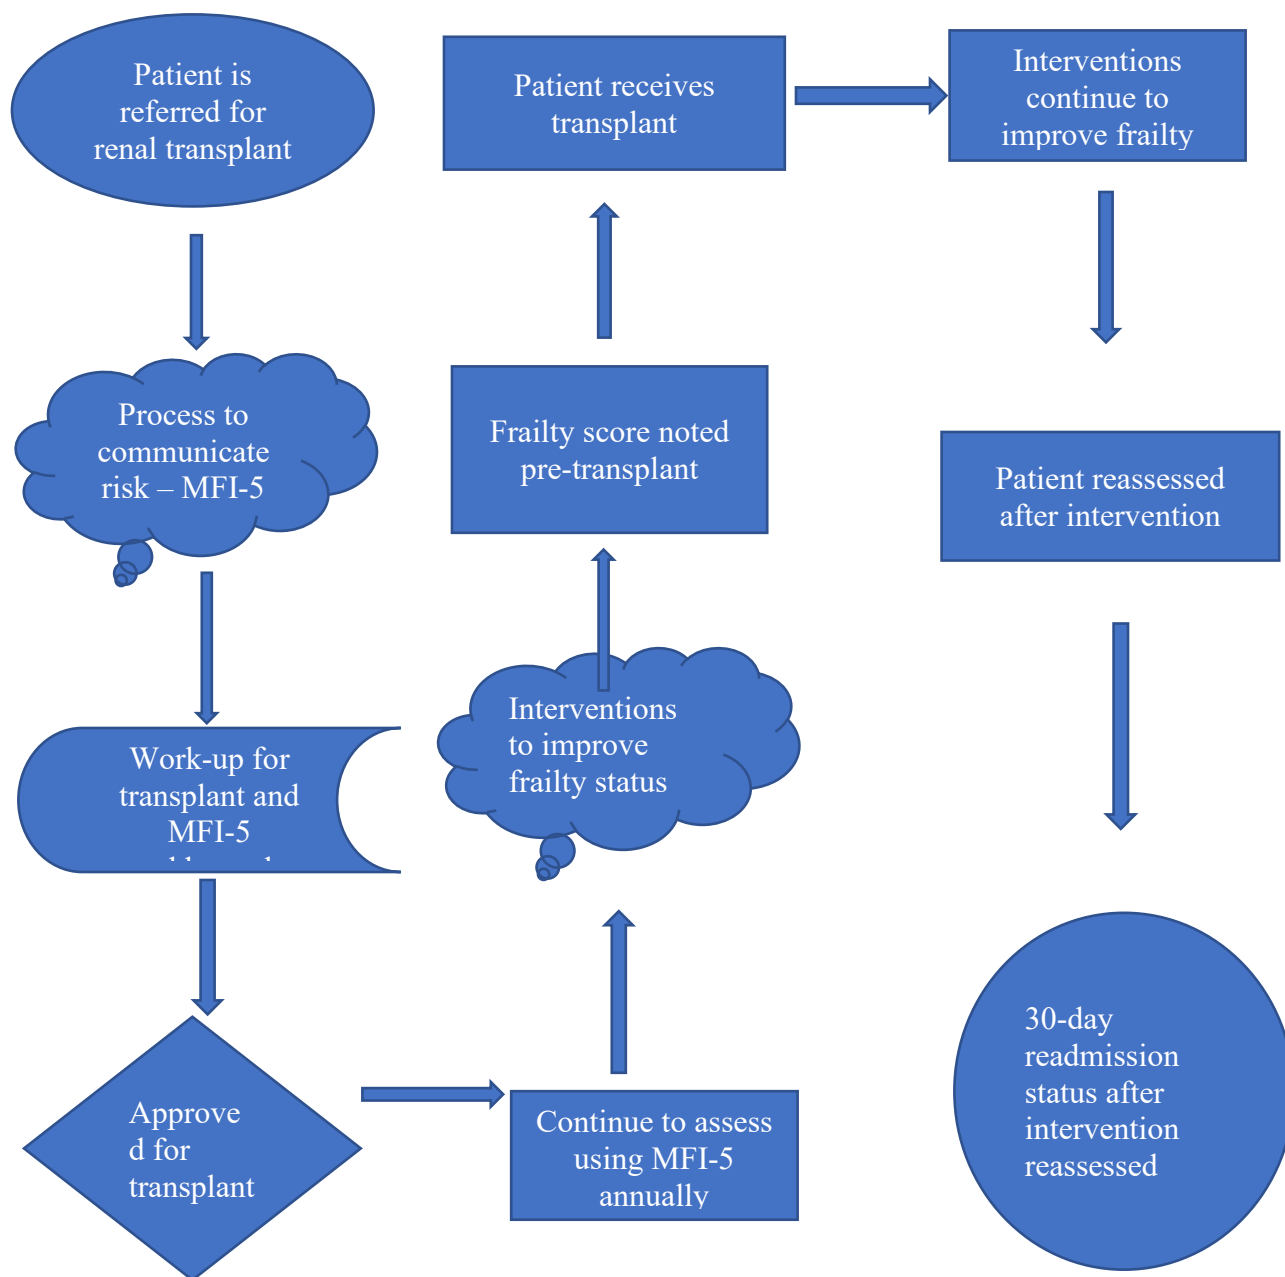 Patient is
referred for
renal transplant
Process to
communicate
risk – MFI-5
Work-up for
transplant and
MFI-5
Approve
d for
transplant
Continue to assess
using MFI-5
annually
Interventions
to improve
frailty status
Frailty score noted
pre-transplant
Patient receives
transplant
Interventions
continue to
improve frailty
Patient reassessed
after intervention
30-day
readmission
status after
intervention
reassessed